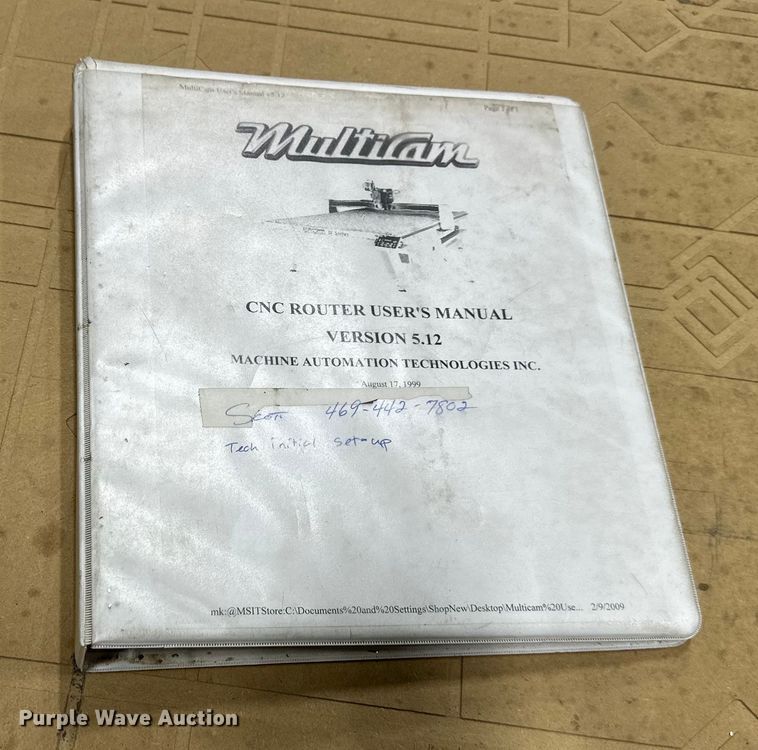 MultiCam User's Manual v5.12
Page 1 of 1
MultiCam
CNC ROUTER USER'S MANUAL
VERSION 5.12
MACHINE AUTOMATION TECHNOLOGIES INC.
August 17, 1999
Scott 469-442-7802
Tech initial set-up
mk:@MSITStore:C:\Documents%20and%20Settings\ShopNew\Desktop\Multicam%20Use... 2/9/2009
Purple Wave Auction